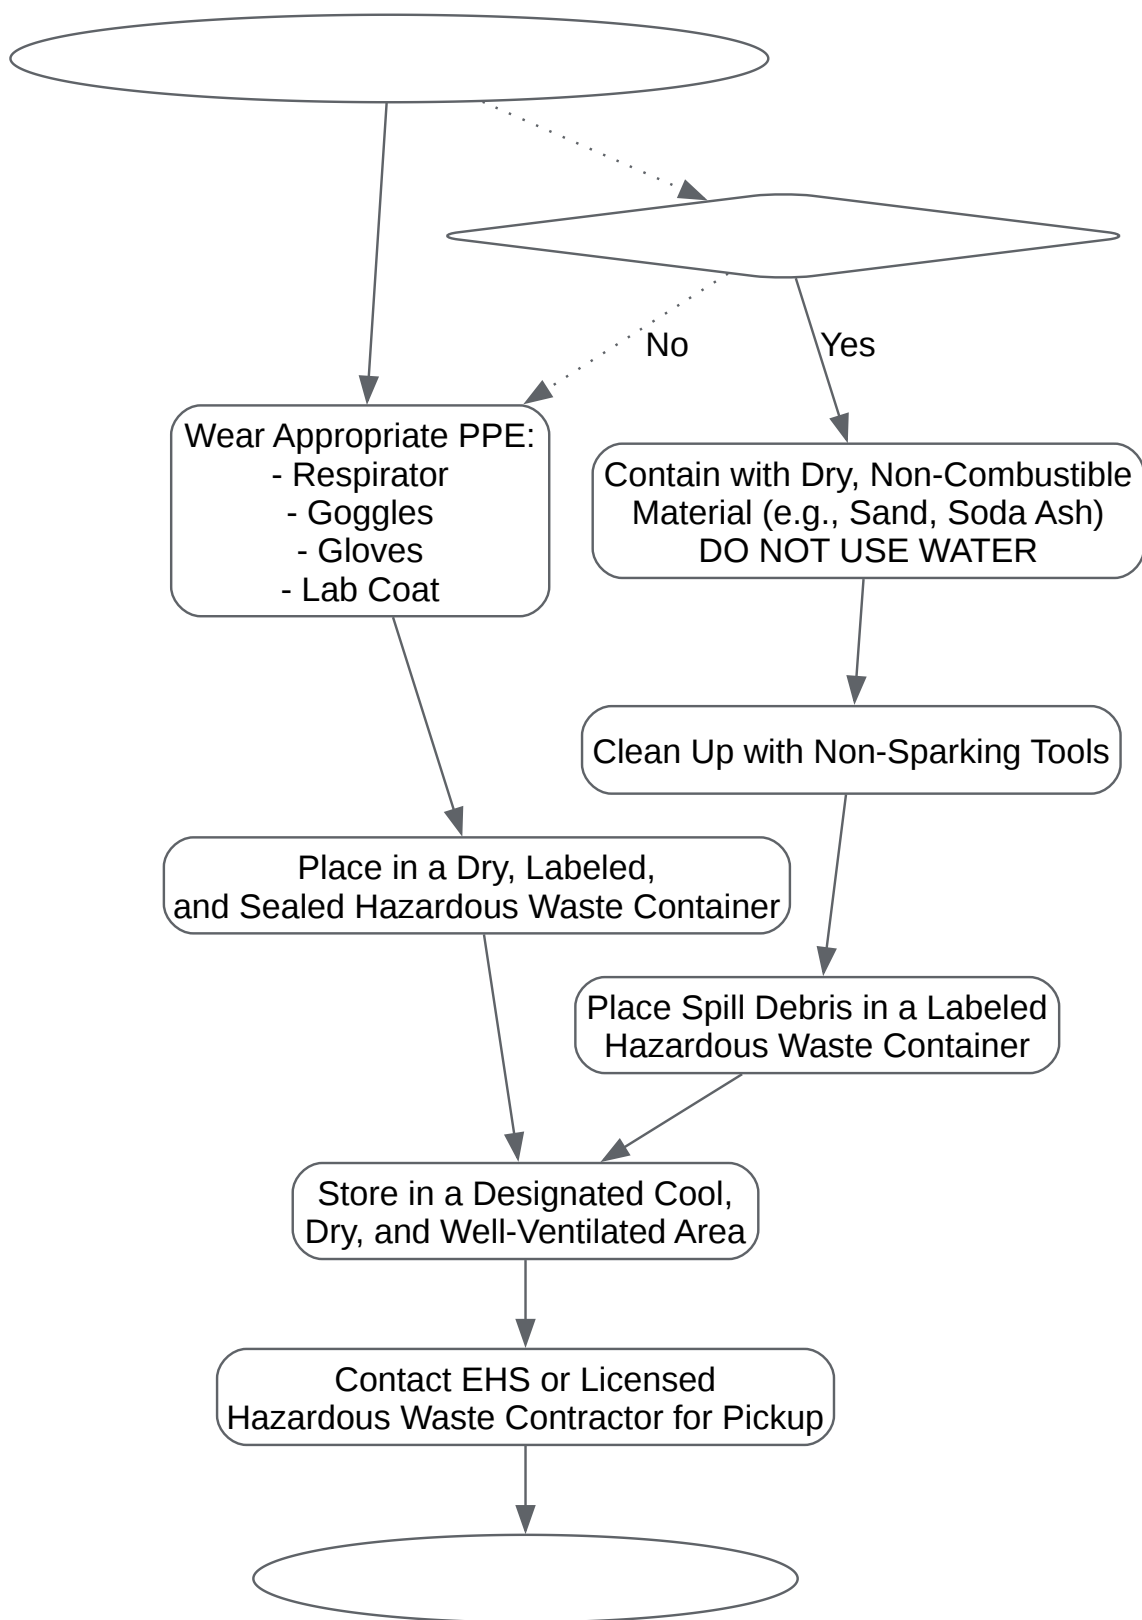 No
Yes
Wear Appropriate PPE:
- Respirator
- Goggles
- Gloves
- Lab Coat
Contain with Dry, Non-Combustible
Material (e.g., Sand, Soda Ash)
DO NOT USE WATER
Clean Up with Non-Sparking Tools
Place in a Dry, Labeled,
and Sealed Hazardous Waste Container
Place Spill Debris in a Labeled
Hazardous Waste Container
Store in a Designated Cool,
Dry, and Well-Ventilated Area
Contact EHS or Licensed
Hazardous Waste Contractor for Pickup